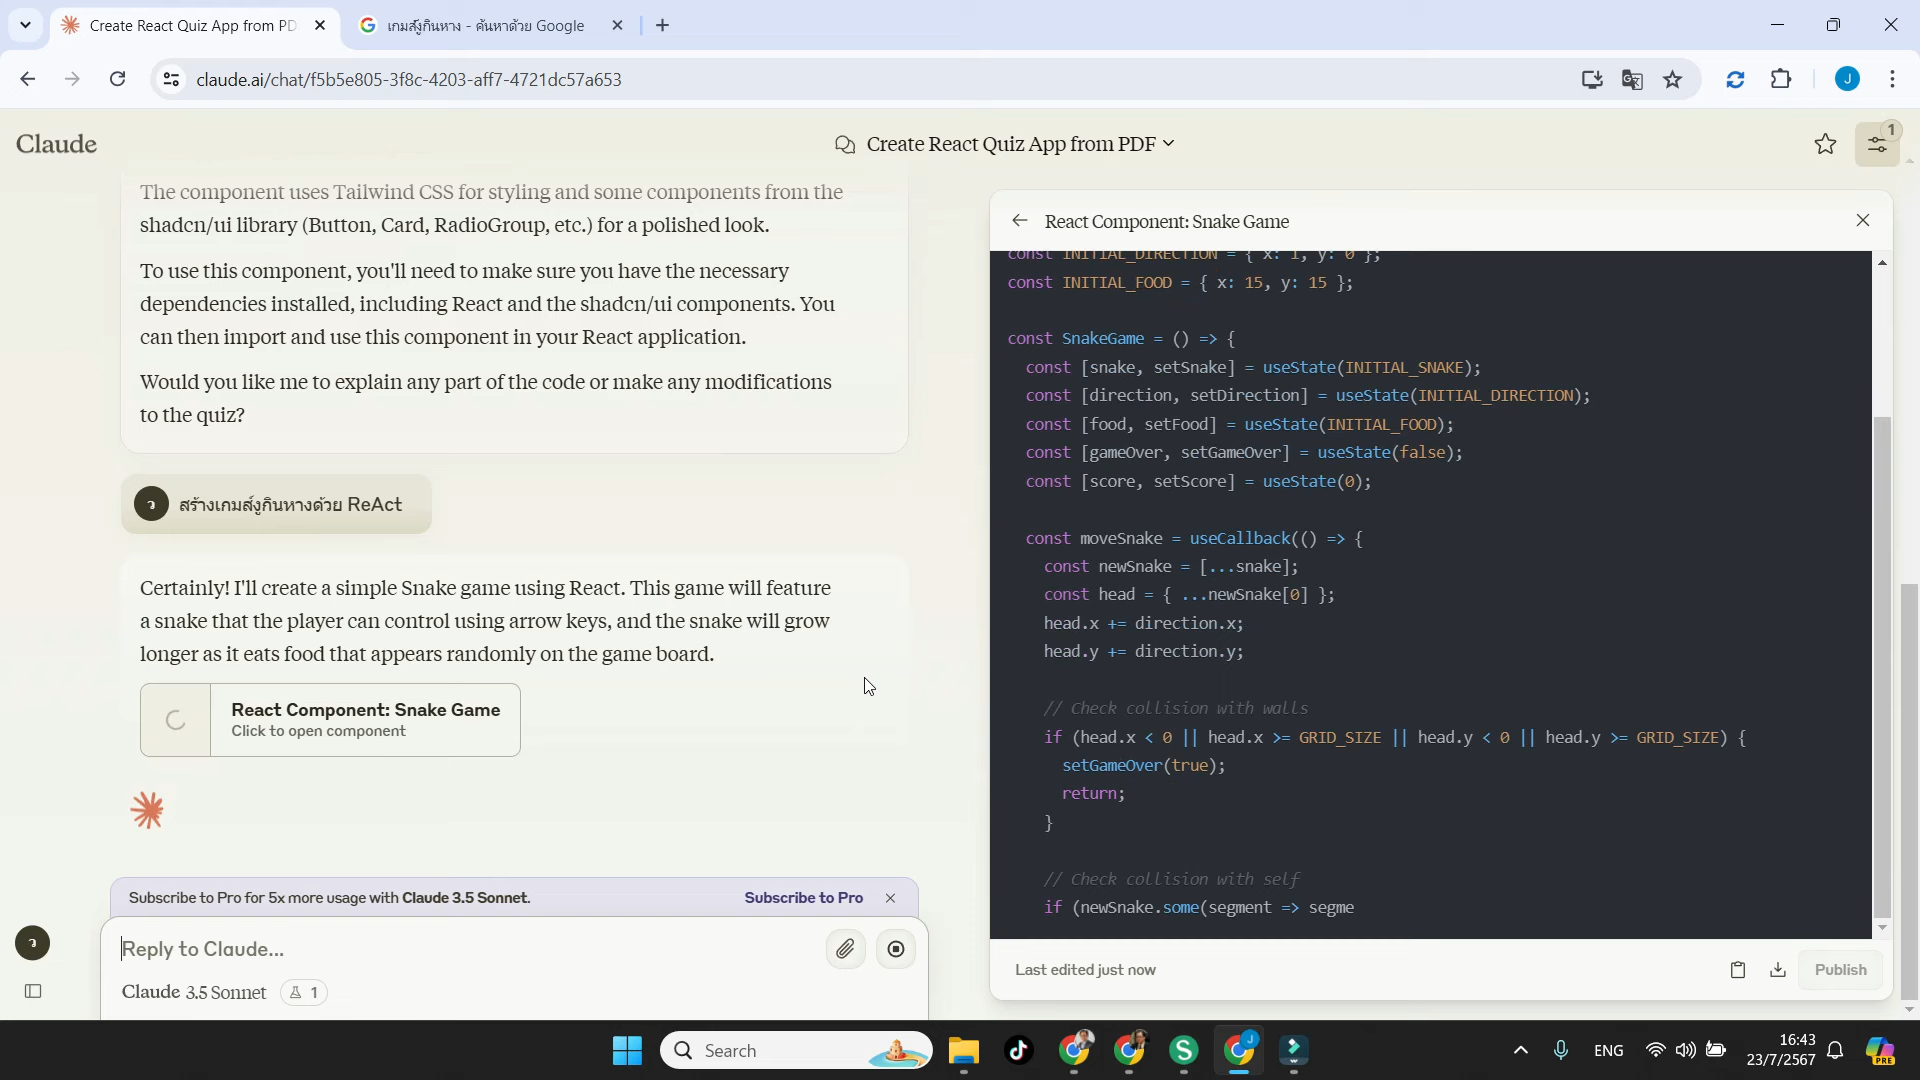 Create React Quiz App from PD
เกมส์งูกินหาง - ค้นหาด้วย Google
claude.ai/chat/f5b5e805-3f8c-4203-aff7-4721dc57a653
J
Claude
Create React Quiz App from PDF
1
The component uses Tailwind CSS for styling and some components from the
shadcn/ui library (Button, Card, RadioGroup, etc.) for a polished look.
To use this component, you'll need to make sure you have the necessary
dependencies installed, including React and the shadcn/ui components. You
can then import and use this component in your React application.
Would you like me to explain any part of the code or make any modifications
to the quiz?
ว
สร้างเกมส์งูกินหางด้วย ReAct
Certainly! I'll create a simple Snake game using React. This game will feature
a snake that the player can control using arrow keys, and the snake will grow
longer as it eats food that appears randomly on the game board.
React Component: Snake Game
Click to open component
Subscribe to Pro for 5x more usage with Claude 3.5 Sonnet.
Subscribe to Pro
ว
Reply to Claude...
Claude 3.5 Sonnet
1
React Component: Snake Game
const INITIAL_DIRECTION = { x: 1, y: 0 };
const INITIAL_FOOD = { x: 15, y: 15 };
const SnakeGame = () => {
const [snake, setSnake] = useState(INITIAL_SNAKE);
const [direction, setDirection] = useState(INITIAL_DIRECTION);
const [food, setFood] = useState(INITIAL_FOOD);
const [gameOver, setGameOver] = useState(false);
const [score, setScore] = useState(0);
const moveSnake = useCallback(() => {
const newSnake = [...snake];
const head = { ...newSnake[0] };
head.x += direction.x;
head.y += direction.y;
// Check collision with walls
if (head.x < 0 || head.x >= GRID_SIZE || head.y < 0 || head.y >= GRID_SIZE) {
setGameOver(true);
return;
}
// Check collision with self
if (newSnake.some(segment => segme
Last edited just now
Publish
Search
J
S
ENG
16:43
23/7/2567
PRE